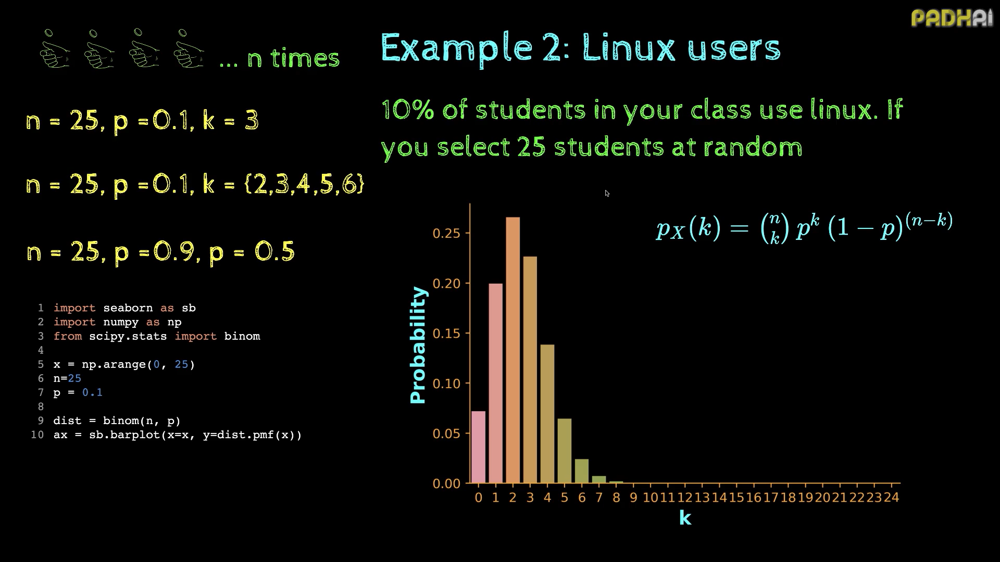 PADHAI
... n times
Example 2: Linux users
10% of students in your class use linux. If
you select 25 students at random
n = 25, p =0.1, k = 3
n = 25, p =0.1, k = {2,3,4,5,6}
n = 25, p =0.9, p = 0.5
1 import seaborn as sb
2 import numpy as np
3 from scipy.stats import binom
4
5 x = np.arange(0, 25)
6 n=25
7 p = 0.1
8
9 dist = binom(n, p)
10 ax = sb.barplot(x=x, y=dist.pmf(x))
p_X(k) = \binom{n}{k} p^k (1 − p)^{(n−k)}
Probability
0.25
0.20
0.15
0.10
0.05
0.00
0 1 2 3 4 5 6 7 8 9 10 11 12 13 14 15 16 17 18 19 20 21 22 23 24
k